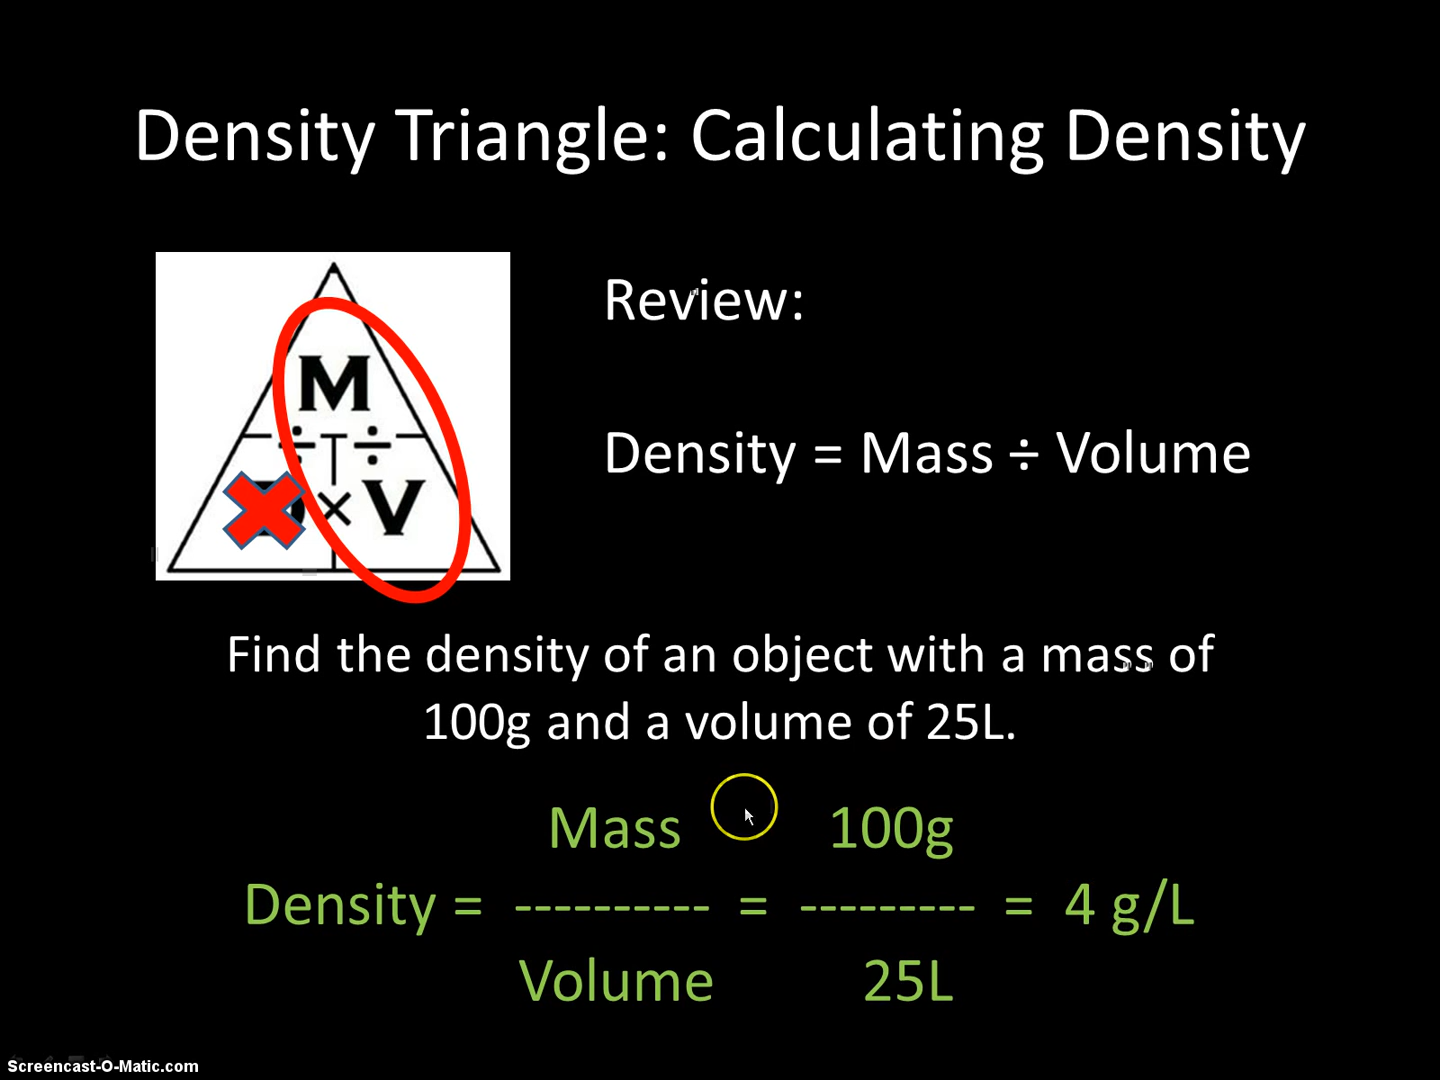 Density Triangle: Calculating Density
M
÷ ÷
× V
Review:
Density = Mass ÷ Volume
Find the density of an object with a mass of
100g and a volume of 25L.
Mass 100g
Density = ---------- = --------- = 4 g/L
Volume 25L
Screencast-O-Matic.com